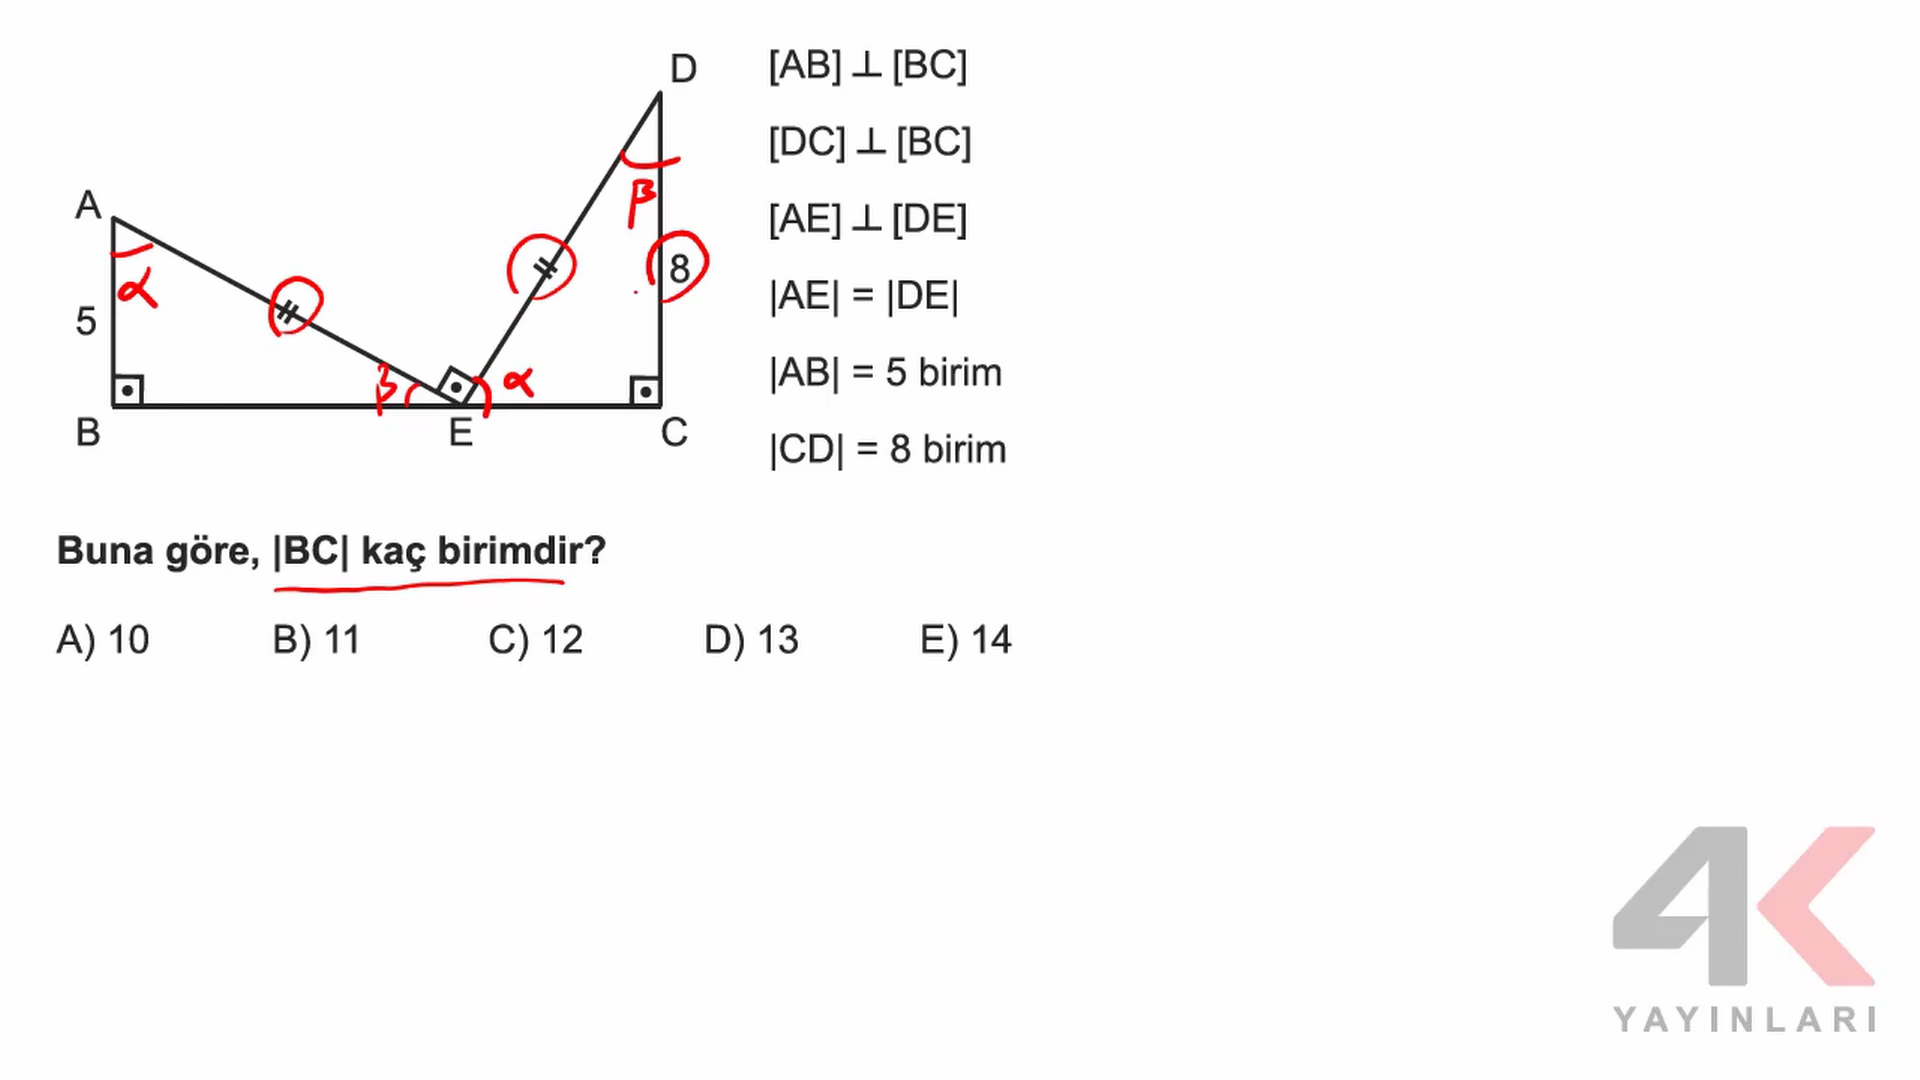 D
A
β
α
8
5
β
α
B
E
C
[AB] ⊥ [BC]
[DC] ⊥ [BC]
[AE] ⊥ [DE]
|AE| = |DE|
|AB| = 5 birim
|CD| = 8 birim
Buna göre, |BC| kaç birimdir?
A) 10 B) 11 C) 12 D) 13 E) 14
4K
YAYINLARI